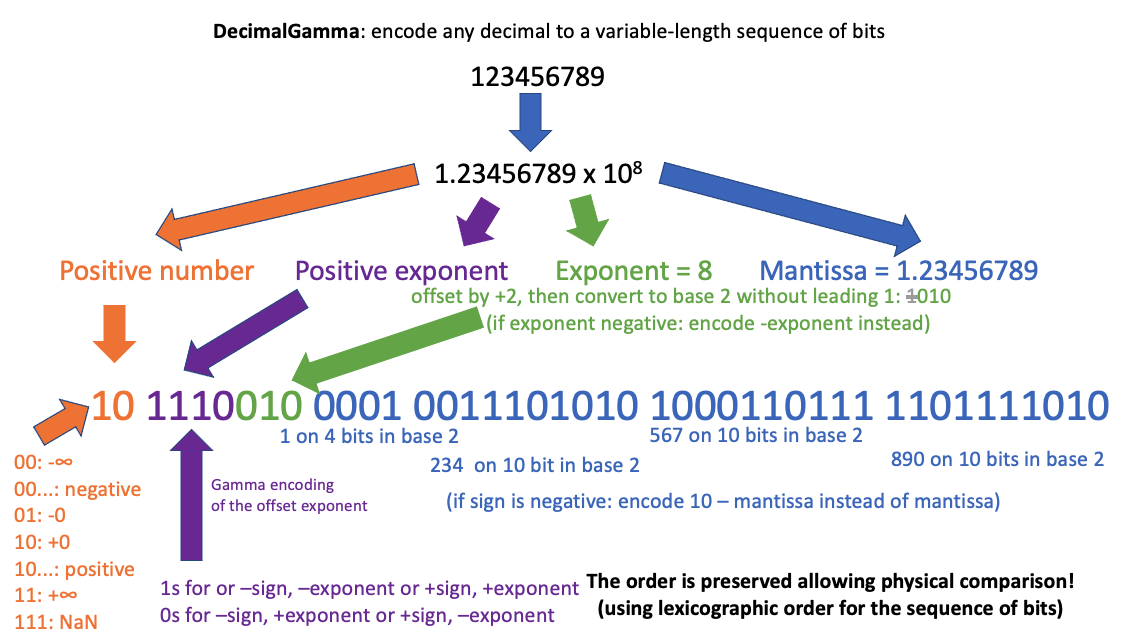 DecimalGamma: encode any decimal to a variable-length sequence of bits
123456789
1.23456789 x 10⁸
Positive number
Positive exponent
Exponent = 8
Mantissa = 1.23456789
offset by +2, then convert to base 2 without leading 1: 1010
(if exponent negative: encode -exponent instead)
10 1110010 0001 0011101010 1000110111 1101111010
1 on 4 bits in base 2
567 on 10 bits in base 2
234 on 10 bit in base 2
890 on 10 bits in base 2
00: -∞
00...: negative
01: -0
10: +0
10...: positive
11: +∞
111: NaN
Gamma encoding
of the offset exponent
(if sign is negative: encode 10 – mantissa instead of mantissa)
1s for or –sign, –exponent or +sign, +exponent
0s for –sign, +exponent or +sign, –exponent
The order is preserved allowing physical comparison!
(using lexicographic order for the sequence of bits)